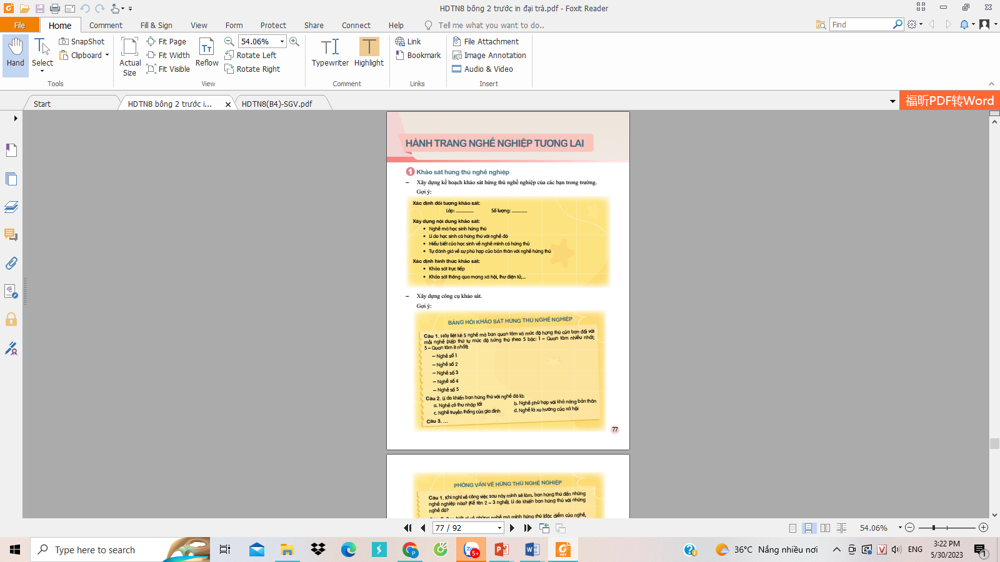 HDTN8 bông 2 trước in đại trà.pdf - Foxit Reader
File
Home
Comment
Fill & Sign
View
Form
Protect
Share
Connect
Help
Tell me what you want to do..
Find
Hand
Select
SnapShot
Clipboard
Tools
Actual
Size
Fit Page
Fit Width
Fit Visible
Reflow
54.06%
Rotate Left
Rotate Right
View
Typewriter
Highlight
Comment
Link
Bookmark
Links
File Attachment
Image Annotation
Audio & Video
Insert
Start
HDTN8 bông 2 trước i...
HDTN8(B4)-SGV.pdf
福昕PDF转Word
HÀNH TRANG NGHỀ NGHIỆP TƯƠNG LAI
1 Khảo sát hứng thú nghề nghiệp
– Xây dựng kế hoạch khảo sát hứng thú nghề nghiệp của các bạn trong trường.
Gợi ý:
Xác định đối tượng khảo sát:
Lớp: .............. Số lượng: ............
Xây dựng nội dung khảo sát:
• Nghề mà học sinh hứng thú
• Lí do học sinh có hứng thú với nghề đó
• Hiểu biết của học sinh về nghề mình có hứng thú
• Tự đánh giá về sự phù hợp của bản thân với nghề hứng thú
Xác định hình thức khảo sát:
• Khảo sát trực tiếp
• Khảo sát thông qua mạng xã hội, thư điện tử,...
– Xây dựng công cụ khảo sát.
Gợi ý:
BẢNG HỎI KHẢO SÁT HỨNG THÚ NGHỀ NGHIỆP
Câu 1. Hãy liệt kê 5 nghề mà bạn quan tâm và mức độ hứng thú của bạn đối với
mỗi nghề (Xếp thứ tự mức độ hứng thú theo 5 bậc: 1 – Quan tâm nhiều nhất;
5 – Quan tâm ít nhất):
– Nghề số 1
– Nghề số 2
– Nghề số 3
– Nghề số 4
– Nghề số 5
Câu 2. Lí do khiến bạn hứng thú với nghề đó là:
a. Nghề có thu nhập tốt b. Nghề phù hợp với khả năng bản thân
c. Nghề truyền thống của gia đình d. Nghề là xu hướng của xã hội
Câu 3. ...
77
PHỎNG VẤN VỀ HỨNG THÚ NGHỀ NGHIỆP
Câu 1. Khi nghĩ về công việc sau này mình sẽ làm, bạn hứng thú đến những
nghề nghiệp nào? (Kể tên 2 – 3 nghề). Lí do khiến bạn hứng thú với những
nghề đó?
77 / 92
54.06%
Type here to search
5+
36°C Nắng nhiều nơi
ENG
3:22 PM
5/30/2023
1